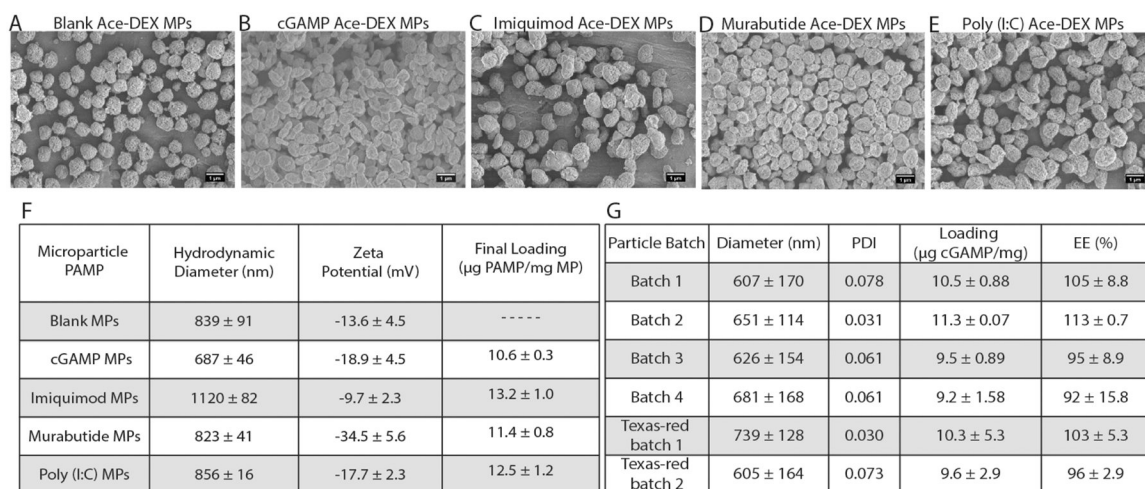 A Blank Ace-DEX MPs
B cGAMP Ace-DEX MPs
C Imiquimod Ace-DEX MPs
D Murabutide Ace-DEX MPs
E Poly (I:C) Ace-DEX MPs
1 µm
1 µm
1 µm
1 µm
1 µm
F
Microparticle Hydrodynamic Zeta Final Loading
PAMP Diameter (nm) Potential (mV) (µg PAMP/mg MP)
Blank MPs 839 ± 91 -13.6 ± 4.5 - - - - -
cGAMP MPs 687 ± 46 -18.9 ± 4.5 10.6 ± 0.3
Imiquimod MPs 1120 ± 82 -9.7 ± 2.3 13.2 ± 1.0
Murabutide MPs 823 ± 41 -34.5 ± 5.6 11.4 ± 0.8
Poly (I:C) MPs 856 ± 16 -17.7 ± 2.3 12.5 ± 1.2
G
Particle Batch Diameter (nm) PDI Loading EE (%)
(µg cGAMP/mg)
Batch 1 607 ± 170 0.078 10.5 ± 0.88 105 ± 8.8
Batch 2 651 ± 114 0.031 11.3 ± 0.07 113 ± 0.7
Batch 3 626 ± 154 0.061 9.5 ± 0.89 95 ± 8.9
Batch 4 681 ± 168 0.061 9.2 ± 1.58 92 ± 15.8
Texas-red
batch 1 739 ± 128 0.030 10.3 ± 5.3 103 ± 5.3
Texas-red
batch 2 605 ± 164 0.073 9.6 ± 2.9 96 ± 2.9